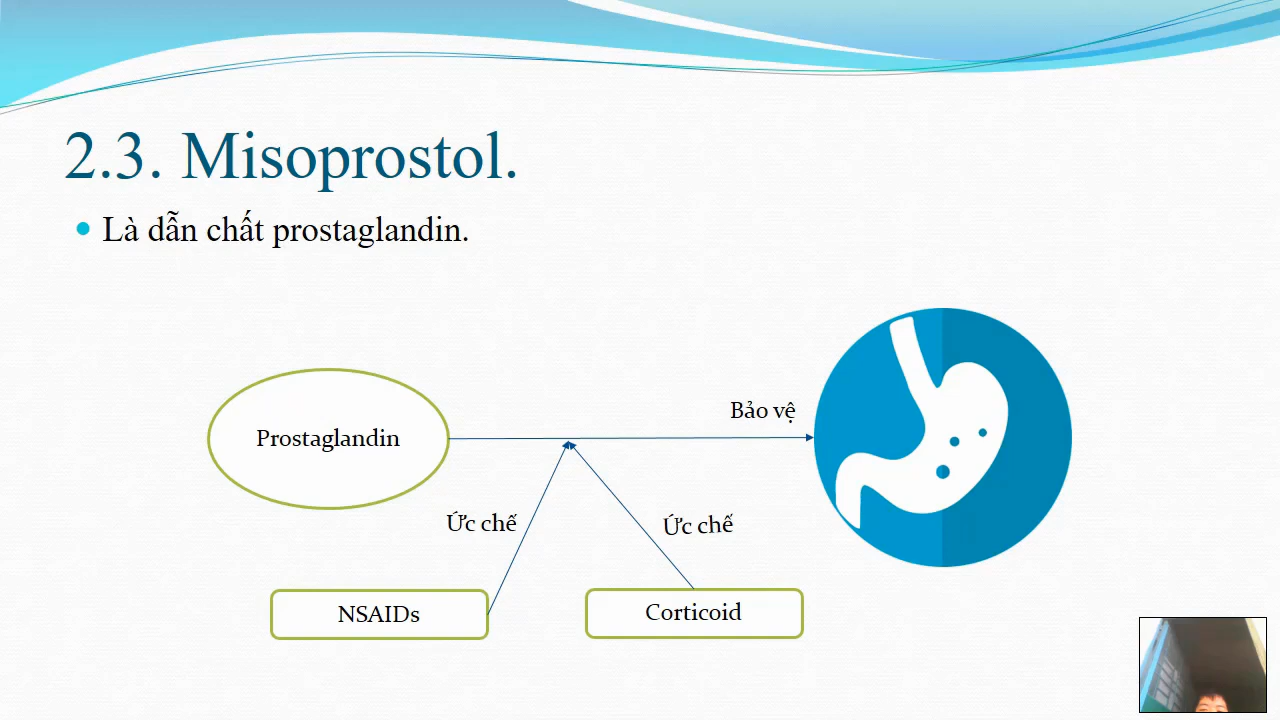 2.3. Misoprostol.
Là dẫn chất prostaglandin.
Bảo vệ
Prostaglandin
Ức chế
Ức chế
NSAIDs
Corticoid